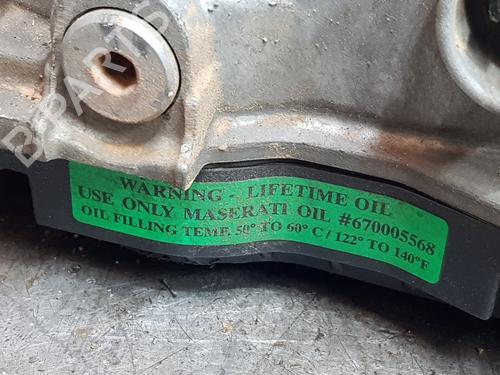 B-PARTS
WARNING - LIFETIME OIL
USE ONLY MASERATI OIL #670005568
OIL FILLING TEMP. 50° TO 60° C / 122° TO 140°F